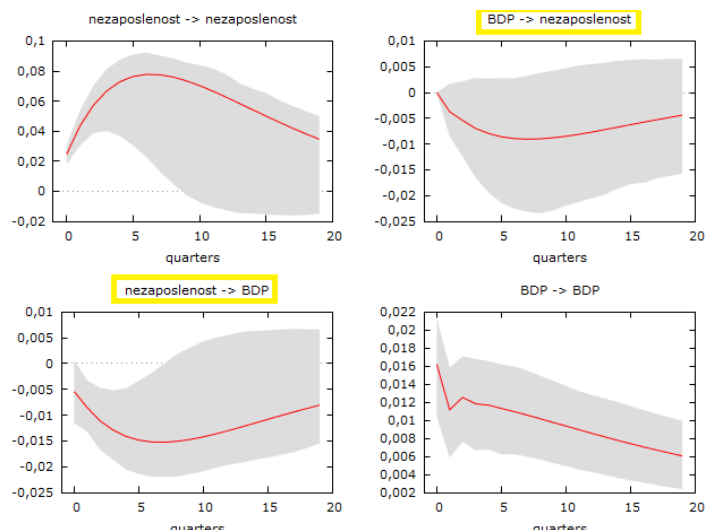 nezaposlenost -> nezaposlenost
0,1
0,08
0,06
0,04
0,02
0
-0,02
0 5 10 15 20
quarters
BDP -> nezaposlenost
0,01
0,005
0
-0,005
-0,01
-0,015
-0,02
-0,025
0 5 10 15 20
quarters
nezaposlenost -> BDP
0,01
0,005
0
-0,005
-0,01
-0,015
-0,02
-0,025
0 5 10 15 20
quarters
BDP -> BDP
0,022
0,02
0,018
0,016
0,014
0,012
0,01
0,008
0,006
0,004
0,002
0 5 10 15 20
quarters